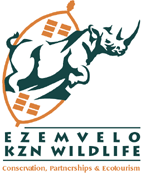 EZEMVELO
KZN WILDLIFE
Conservation, Partnerships & Ecotourism